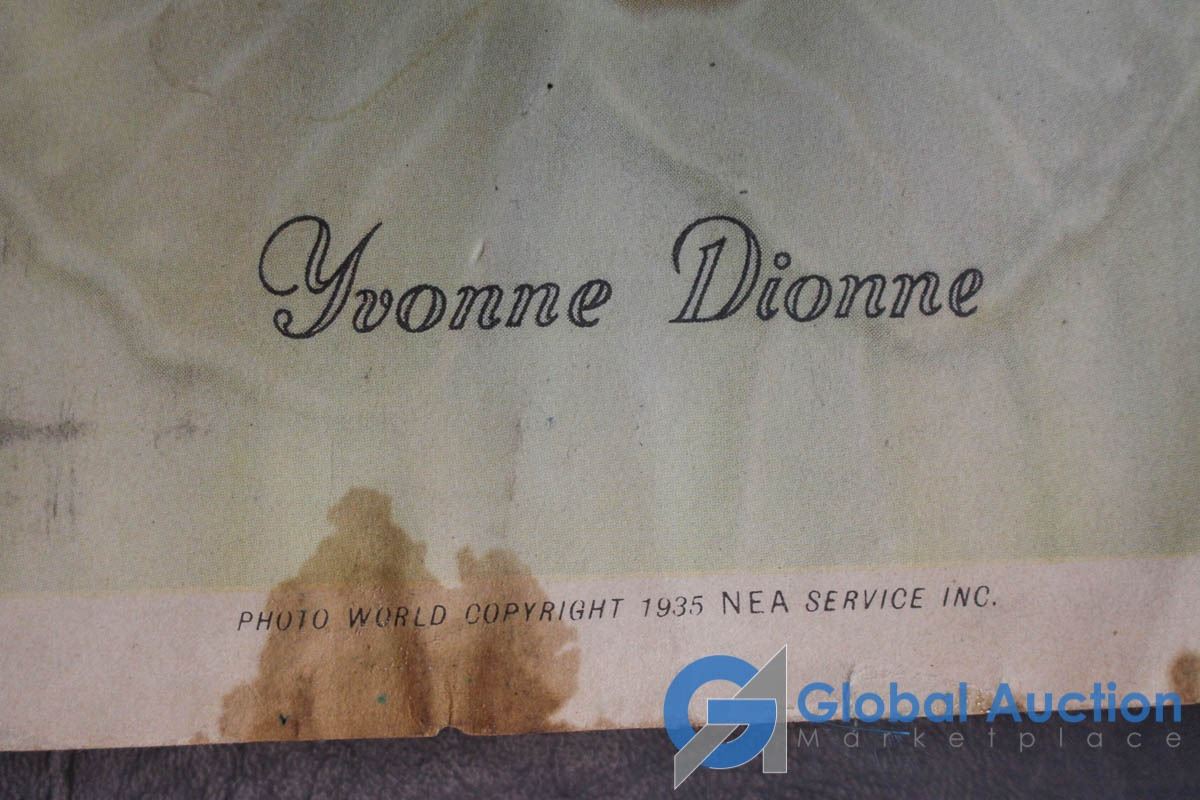 Yvonne Dionne
PHOTO WORLD COPYRIGHT 1935 NEA SERVICE INC.
Global Auction
Marketplace